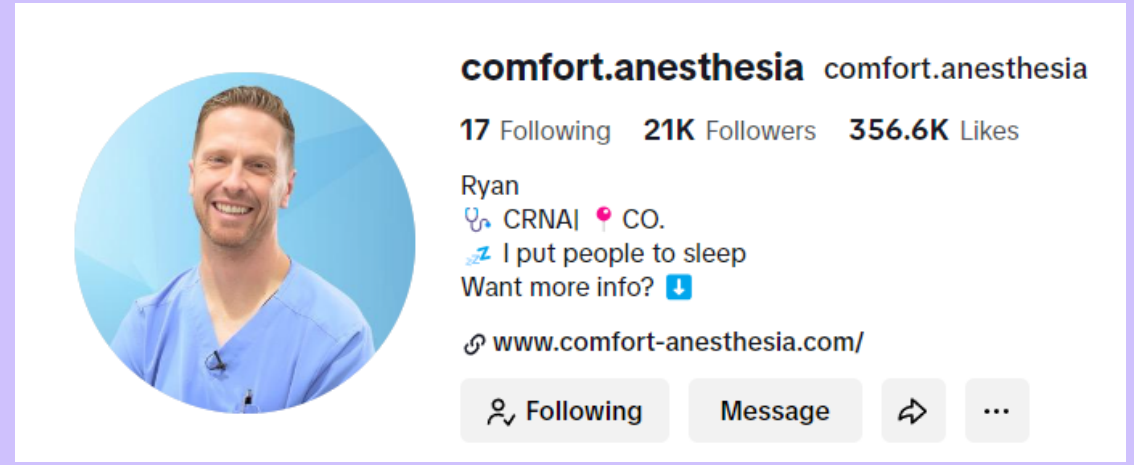 comfort.anesthesia comfort.anesthesia
17 Following 21K Followers 356.6K Likes
Ryan
🩺 CRNA| 📍 CO.
💤 I put people to sleep
Want more info? ⬇️
www.comfort-anesthesia.com/
Following Message